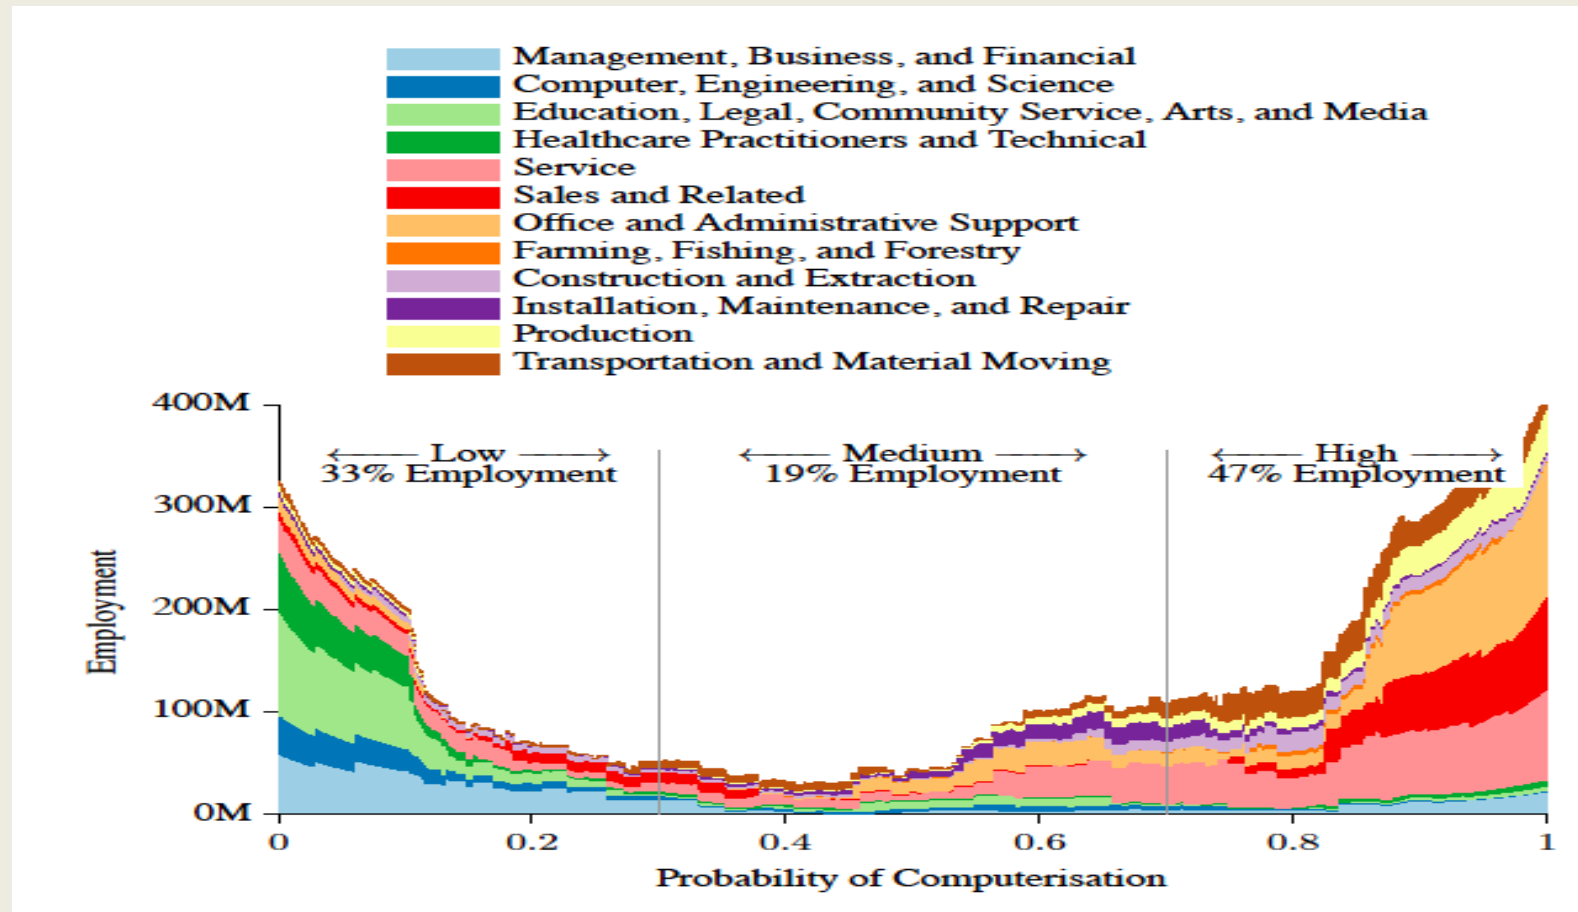 Management, Business, and Financial
Computer, Engineering, and Science
Education, Legal, Community Service, Arts, and Media
Healthcare Practitioners and Technical
Service
Sales and Related
Office and Administrative Support
Farming, Fishing, and Forestry
Construction and Extraction
Installation, Maintenance, and Repair
Production
Transportation and Material Moving
400M
300M
200M
100M
0M
Employment
Low
33% Employment
Medium
19% Employment
High
47% Employment
0
0.2
0.4
0.6
0.8
1
Probability of Computerisation